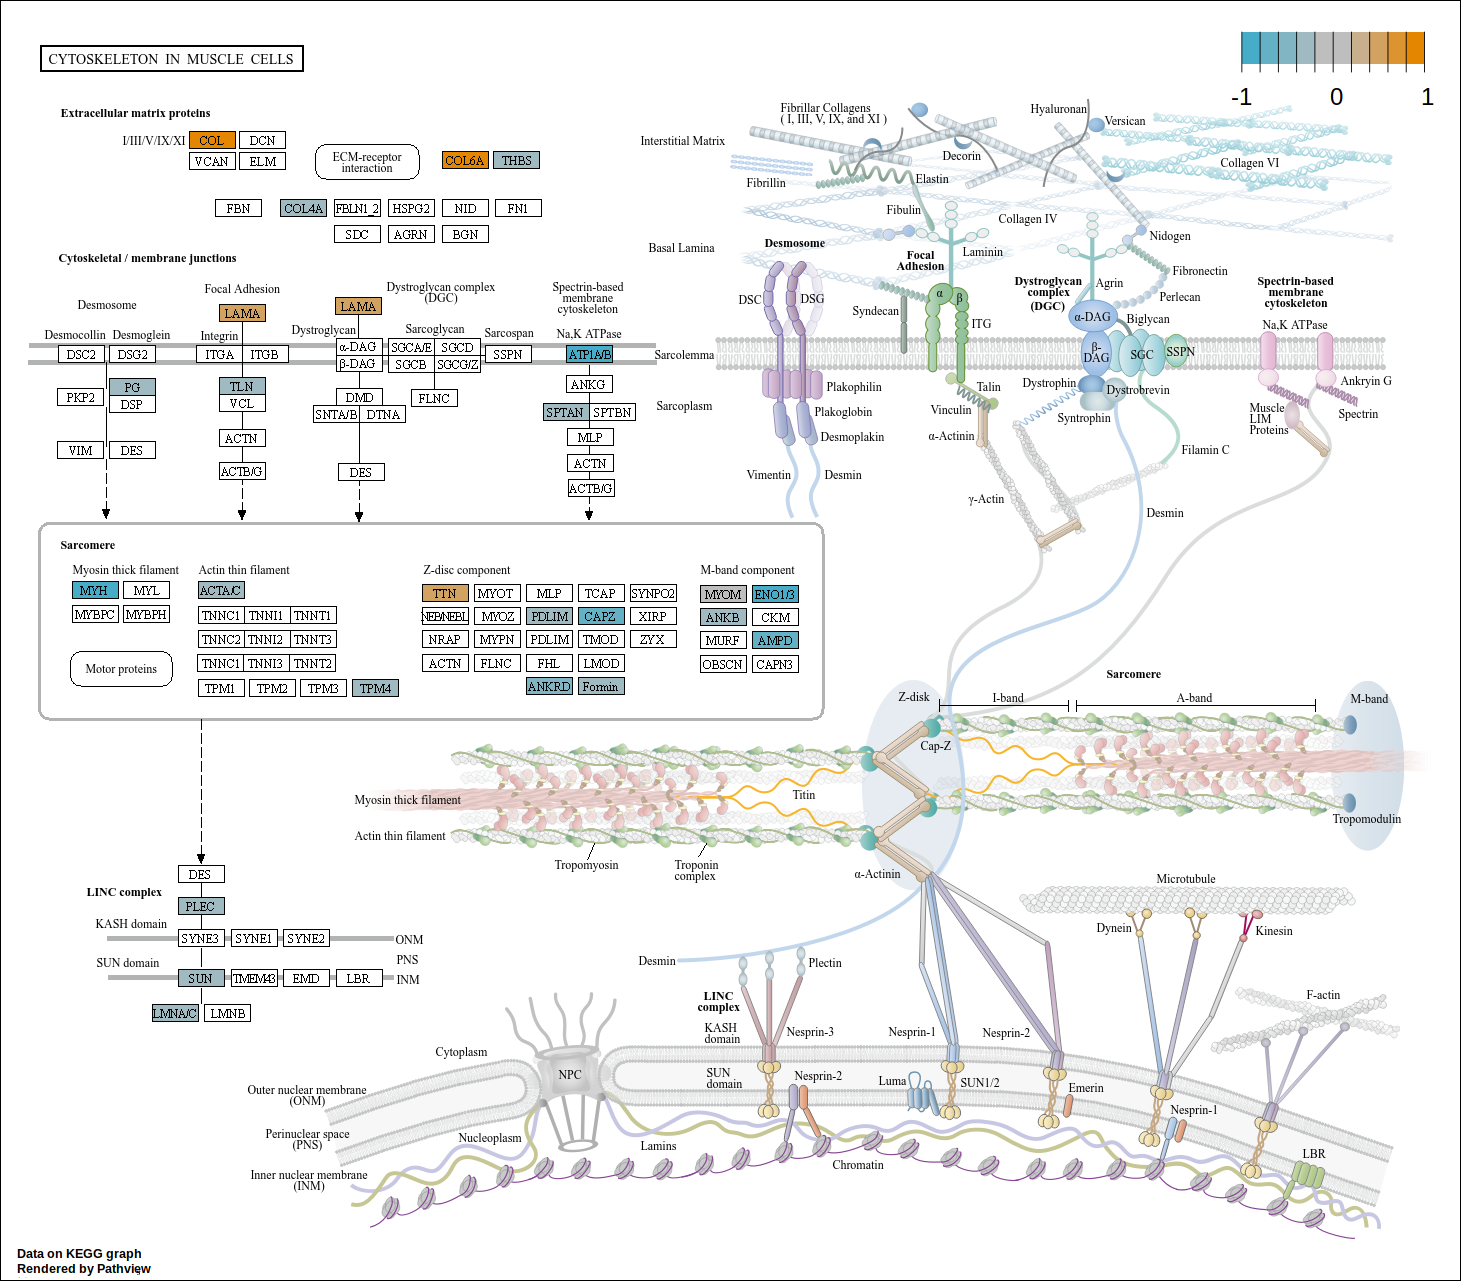 CYTOSKELETON IN MUSCLE CELLS
-1 0 1
Extracellular matrix proteins
I/III/V/IX/XI COL DCN
VCAN ELM
ECM-receptor
interaction
COL6A THBS
FBN COL4A FBLN1_2 HSPG2 NID FN1
SDC AGRN BGN
Cytoskeletal / membrane junctions
Desmosome
Focal Adhesion
LAMA
LAMA
Dystroglycan complex
(DGC)
Spectrin-based
membrane
cytoskeleton
Desmocollin Desmoglein
Integrin
Dystroglycan
Sarcoglycan
Sarcospan
Na,K ATPase
DSC2 DSG2 ITGA ITGB α-DAG SGCA/E SGCD SSPN ATP1A/B
β-DAG SGCB SGCG/Z
PKP2 PG TLN DMD FLNC ANKG
DSP VCL SNTA/B DTNA SPTAN SPTBN
VIM DES ACTN MLP
ACTB/G DES ACTN
ACTB/G
Sarcomere
Myosin thick filament
MYH MYL
MYBPC MYBPH
Motor proteins
Actin thin filament
ACTA/C
TNNC1 TNNI1 TNNT1
TNNC2 TNNI2 TNNT3
TNNC1 TNNI3 TNNT2
TPM1 TPM2 TPM3 TPM4
Z-disc component
TTN MYOT MLP TCAP SYNPO2
MYOZ PDLIM CAPZ XIRP
NRAP MYPN PDLIM TMOD ZYX
ACTN FLNC FHL LMOD
ANKRD Formin
M-band component
MYOM ENO1/3
ANKB CKM
MURF AMPD
OBSCN CAPN3
DES
LINC complex
PLEC
KASH domain
SYNE3 SYNE1 SYNE2 ONM
PNS
SUN domain
SUN TMEM43 EMD LBR INM
LMNA/C LMNB
Fibrillar Collagens
( I, III, V, IX, and XI )
Hyaluronan
Versican
Interstitial Matrix
Decorin
Collagen VI
Fibrillin
Elastin
Fibulin
Collagen IV
Nidogen
Basal Lamina
Desmosome
Laminin
Focal
Adhesion
Fibronectin
Dystroglycan
complex
(DGC)
Agrin
Perlecan
Spectrin-based
membrane
cytoskeleton
DSC
DSG
Syndecan
α
β
ITG
α-DAG
Biglycan
Na,K ATPase
Sarcolemma
β-
DAG
SGC
SSPN
Plakophilin
Talin
Dystrophin
Dystrobrevin
Ankryin G
Sarcoplasm
Plakoglobin
Vinculin
Syntrophin
Muscle
LIM
Proteins
Spectrin
Desmoplakin
α-Actinin
Filamin C
Vimentin
Desmin
γ-Actin
Desmin
Sarcomere
Z-disk
I-band
A-band
M-band
Cap-Z
Titin
Myosin thick filament
Actin thin filament
Tropomodulin
Tropomyosin
Troponin
complex
α-Actinin
Microtubule
Dynein
Kinesin
Desmin
Plectin
LINC
complex
F-actin
KASH
domain
Nesprin-3
Nesprin-1
Nesprin-2
Cytoplasm
NPC
SUN
domain
Nesprin-2
Luma
SUN1/2
Emerin
Outer nuclear membrane
(ONM)
Nesprin-1
Perinuclear space
(PNS)
Nucleoplasm
Lamins
Chromatin
LBR
Inner nuclear membrane
(INM)
Data on KEGG graph
Rendered by Pathview